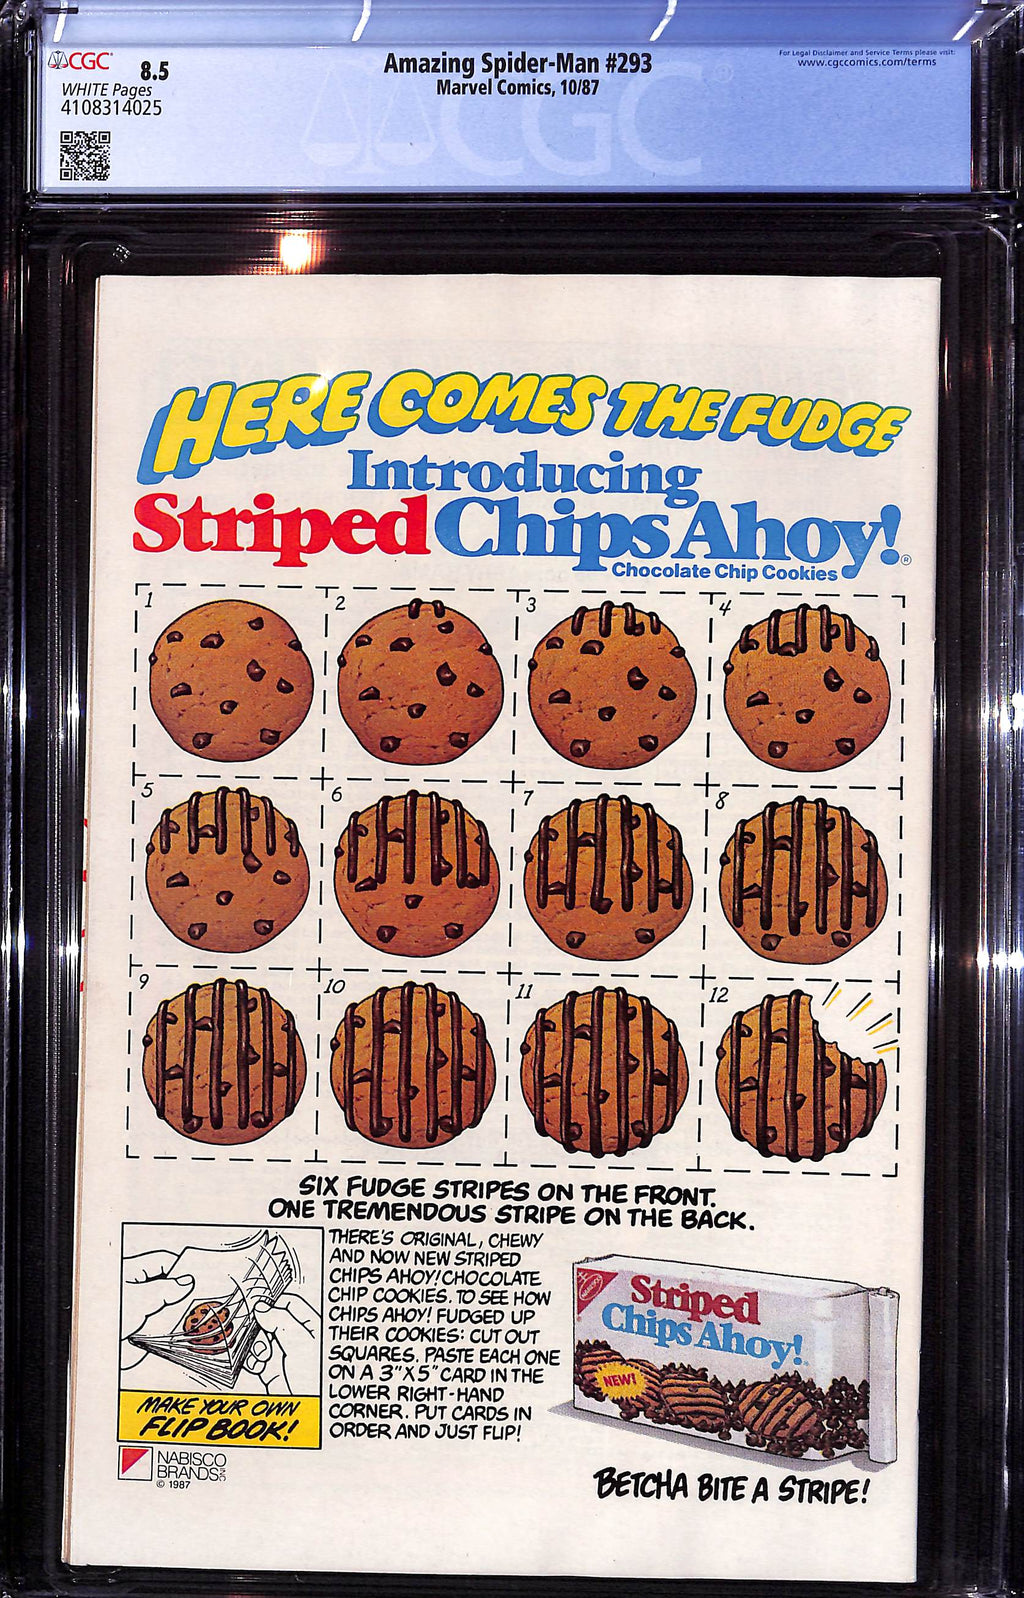 CGC
8.5
WHITE Pages
4108314025
Amazing Spider-Man #293
Marvel Comics, 10/87
For Legal Disclaimer and Service Terms please visit:
www.cgccomics.com/terms
CGC
HERE COMES THE FUDGE
Introducing
Striped Chips Ahoy!®
Chocolate Chip Cookies
1 2 3 4
5 6 7 8
9 10 11 12
SIX FUDGE STRIPES ON THE FRONT.
ONE TREMENDOUS STRIPE ON THE BACK.
MAKE YOUR OWN
FLIP BOOK!
THERE'S ORIGINAL, CHEWY
AND NOW NEW STRIPED
CHIPS AHOY! CHOCOLATE
CHIP COOKIES. TO SEE HOW
CHIPS AHOY! FUDGED UP
THEIR COOKIES: CUT OUT
SQUARES. PASTE EACH ONE
ON A 3"X5" CARD IN THE
LOWER RIGHT-HAND
CORNER. PUT CARDS IN
ORDER AND JUST FLIP!
NABISCO
Striped
Chips Ahoy!
NEW!
NABISCO
BRANDS INC
© 1987
BETCHA BITE A STRIPE!